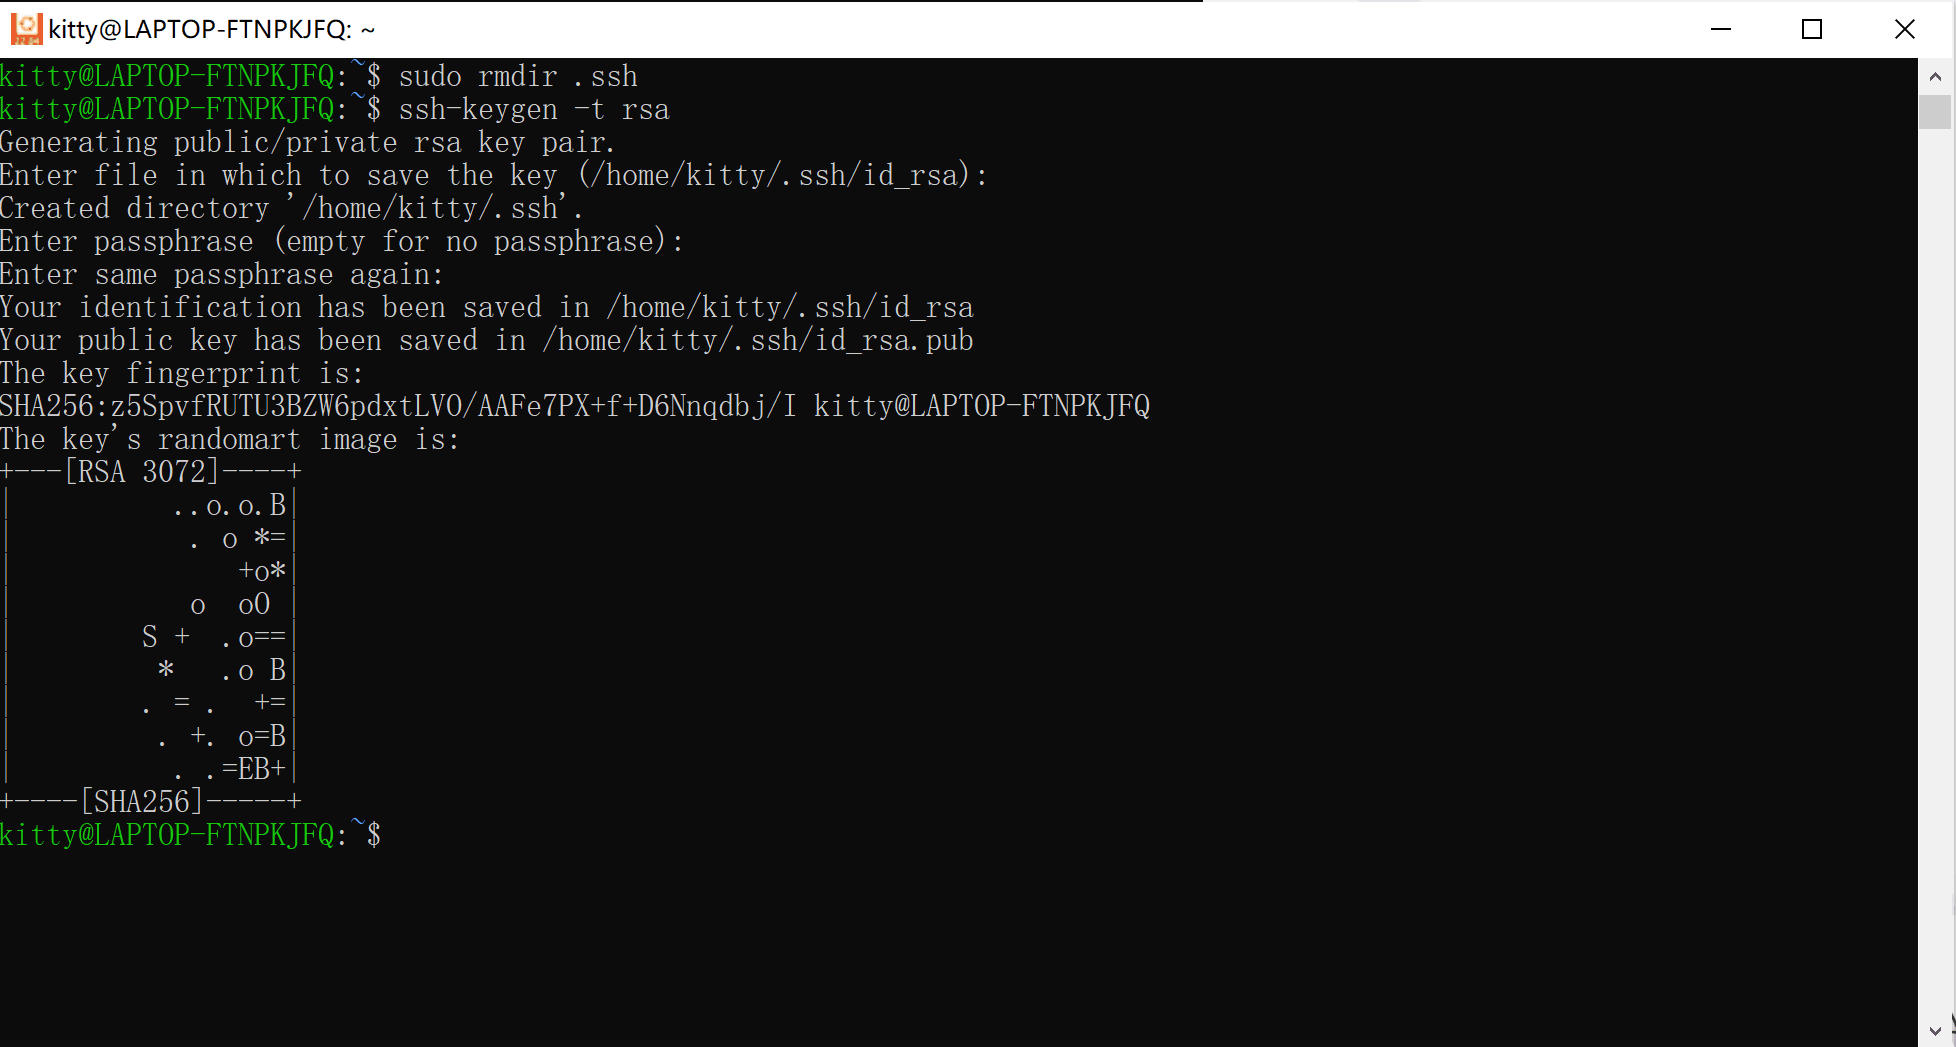 kitty@LAPTOP-FTNPKJFQ: ~
kitty@LAPTOP-FTNPKJFQ:~$ sudo rmdir .ssh
kitty@LAPTOP-FTNPKJFQ:~$ ssh-keygen -t rsa
Generating public/private rsa key pair.
Enter file in which to save the key (/home/kitty/.ssh/id_rsa):
Created directory '/home/kitty/.ssh'.
Enter passphrase (empty for no passphrase):
Enter same passphrase again:
Your identification has been saved in /home/kitty/.ssh/id_rsa
Your public key has been saved in /home/kitty/.ssh/id_rsa.pub
The key fingerprint is:
SHA256:z5SpvfRUTU3BZW6pdxtLVO/AAFe7PX+f+D6Nnqdbj/I kitty@LAPTOP-FTNPKJFQ
The key's randomart image is:
+---[RSA 3072]----+
|          ..o.o.B|
|           . o *=|
|              +o*|
|           o  oO |
|        S +  .o==|
|         *   .o B|
|        . = .  +=|
|         . +. o=B|
|          . .=EB+|
+----[SHA256]-----+
kitty@LAPTOP-FTNPKJFQ:~$